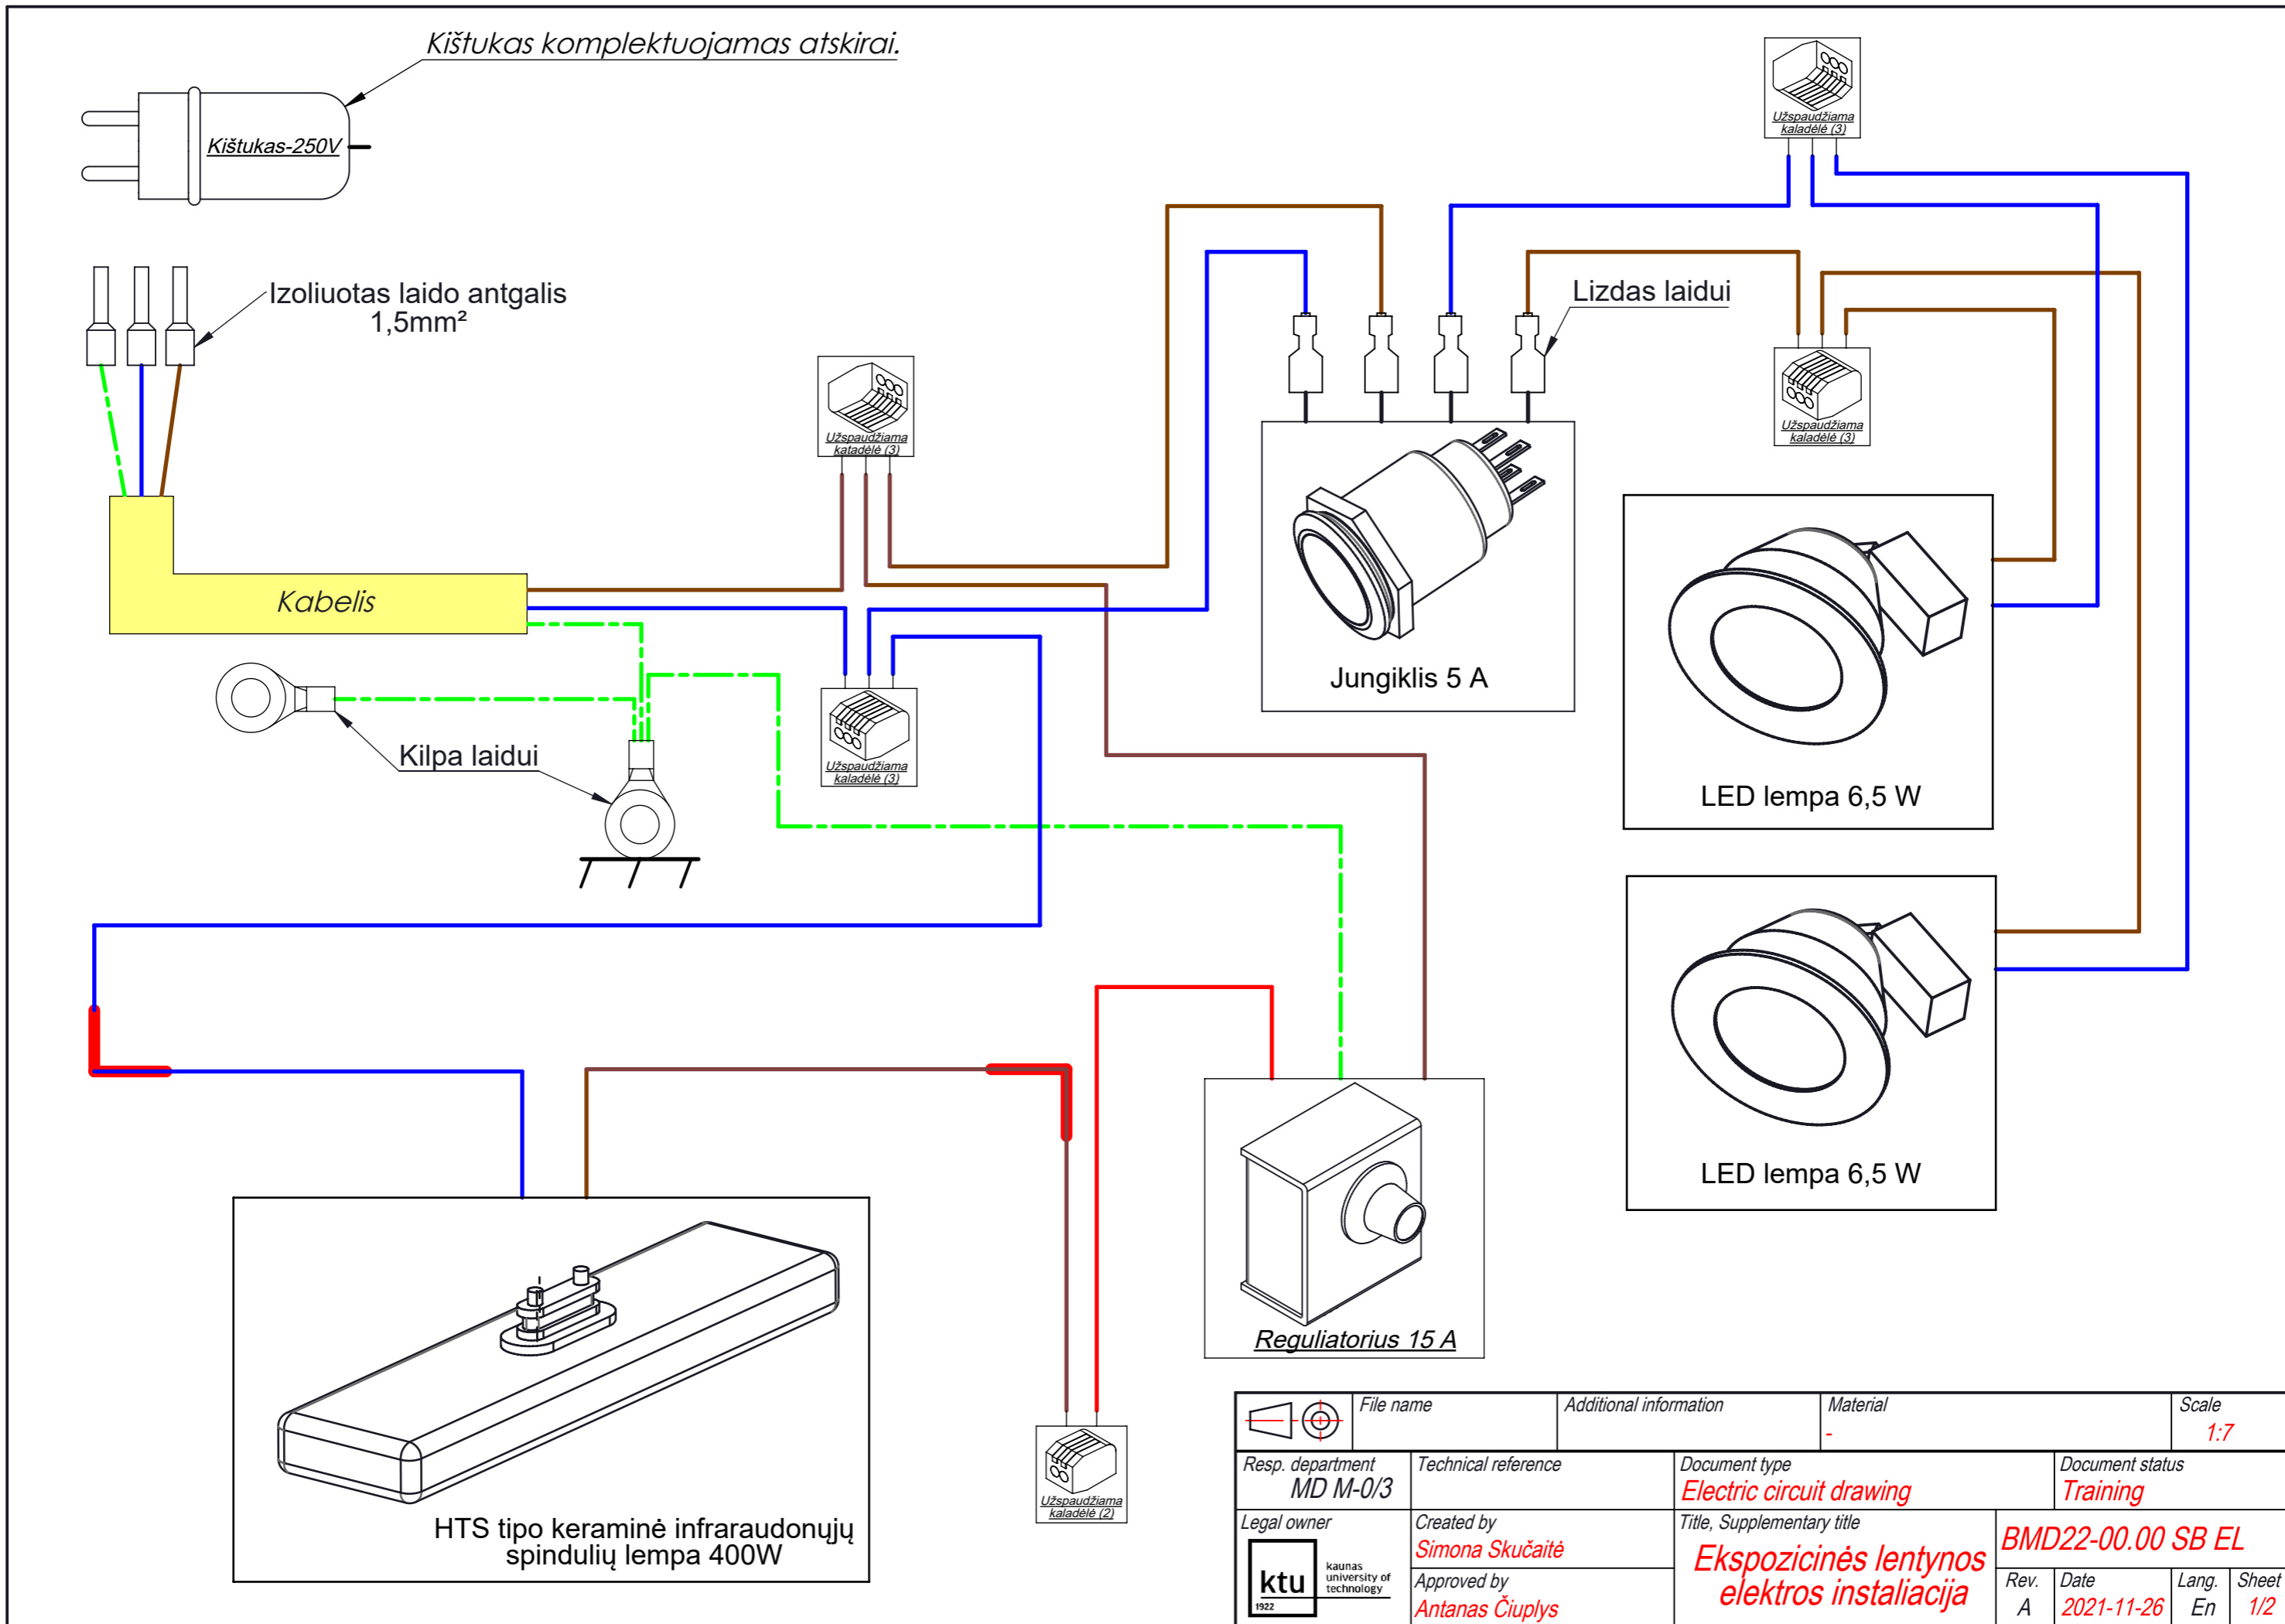 Kištukas komplektuojamas atskirai.
Kištukas-250V
Izoliuotas laido antgalis
1,5mm²
Kabelis
Kilpa laidui
Užspaudžiama
katadėlė (3)
Užspaudžiama
kaladėlė (3)
Užspaudžiama
kaladėlė (3)
Lizdas laidui
Užspaudžiama
kaladėlė (3)
Jungiklis 5 A
LED lempa 6,5 W
LED lempa 6,5 W
Reguliatorius 15 A
Užspaudžiama
kaladėlė (2)
HTS tipo keraminė infraraudonųjų
spindulių lempa 400W
File name
Additional information
Material
-
Scale
1:7
Resp. department
MD M-0/3
Technical reference
Document type
Electric circuit drawing
Document status
Training
Legal owner
ktu
1922
kaunas
university of
technology
Created by
Simona Skučaitė
Approved by
Antanas Čiuplys
Title, Supplementary title
Ekspozicinės lentynos
elektros instaliacija
BMD22-00.00 SB EL
Rev.
A
Date
2021-11-26
Lang.
En
Sheet
1/2